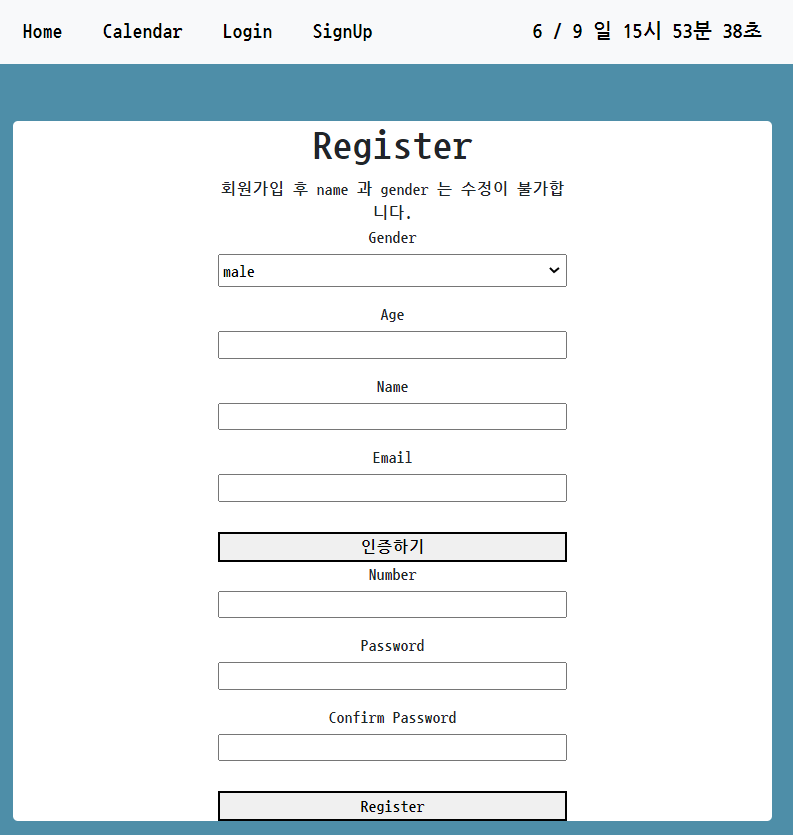 Home Calendar Login SignUp 6 / 9 일 15시 53분 38초
Register
회원가입 후 name 과 gender 는 수정이 불가합
니다.
Gender
male
Age
Name
Email
인증하기
Number
Password
Confirm Password
Register